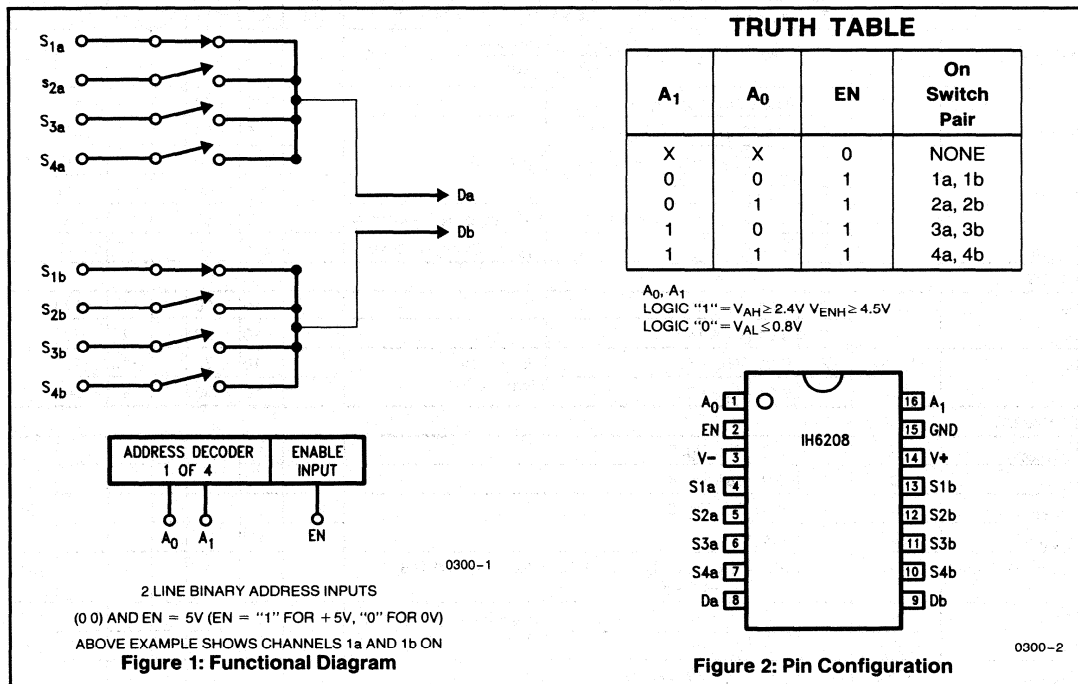 S1a
s2a
S3a
S4a
Da
Db
S1b
S2b
S3b
S4b
ADDRESS DECODER
1 OF 4
ENABLE
INPUT
A0 A1 EN
0300-1
2 LINE BINARY ADDRESS INPUTS
(0 0) AND EN = 5V (EN = "1" FOR +5V, "0" FOR 0V)
ABOVE EXAMPLE SHOWS CHANNELS 1a AND 1b ON
Figure 1: Functional Diagram
TRUTH TABLE
A1 A0 EN On Switch Pair
X X 0 NONE
0 0 1 1a, 1b
0 1 1 2a, 2b
1 0 1 3a, 3b
1 1 1 4a, 4b
A0, A1
LOGIC "1" = VAH ≥ 2.4V VENH ≥ 4.5V
LOGIC "0" = VAL ≤ 0.8V
IH6208
A0 1 16 A1
EN 2 15 GND
V- 3 14 V+
S1a 4 13 S1b
S2a 5 12 S2b
S3a 6 11 S3b
S4a 7 10 S4b
Da 8 9 Db
0300-2
Figure 2: Pin Configuration